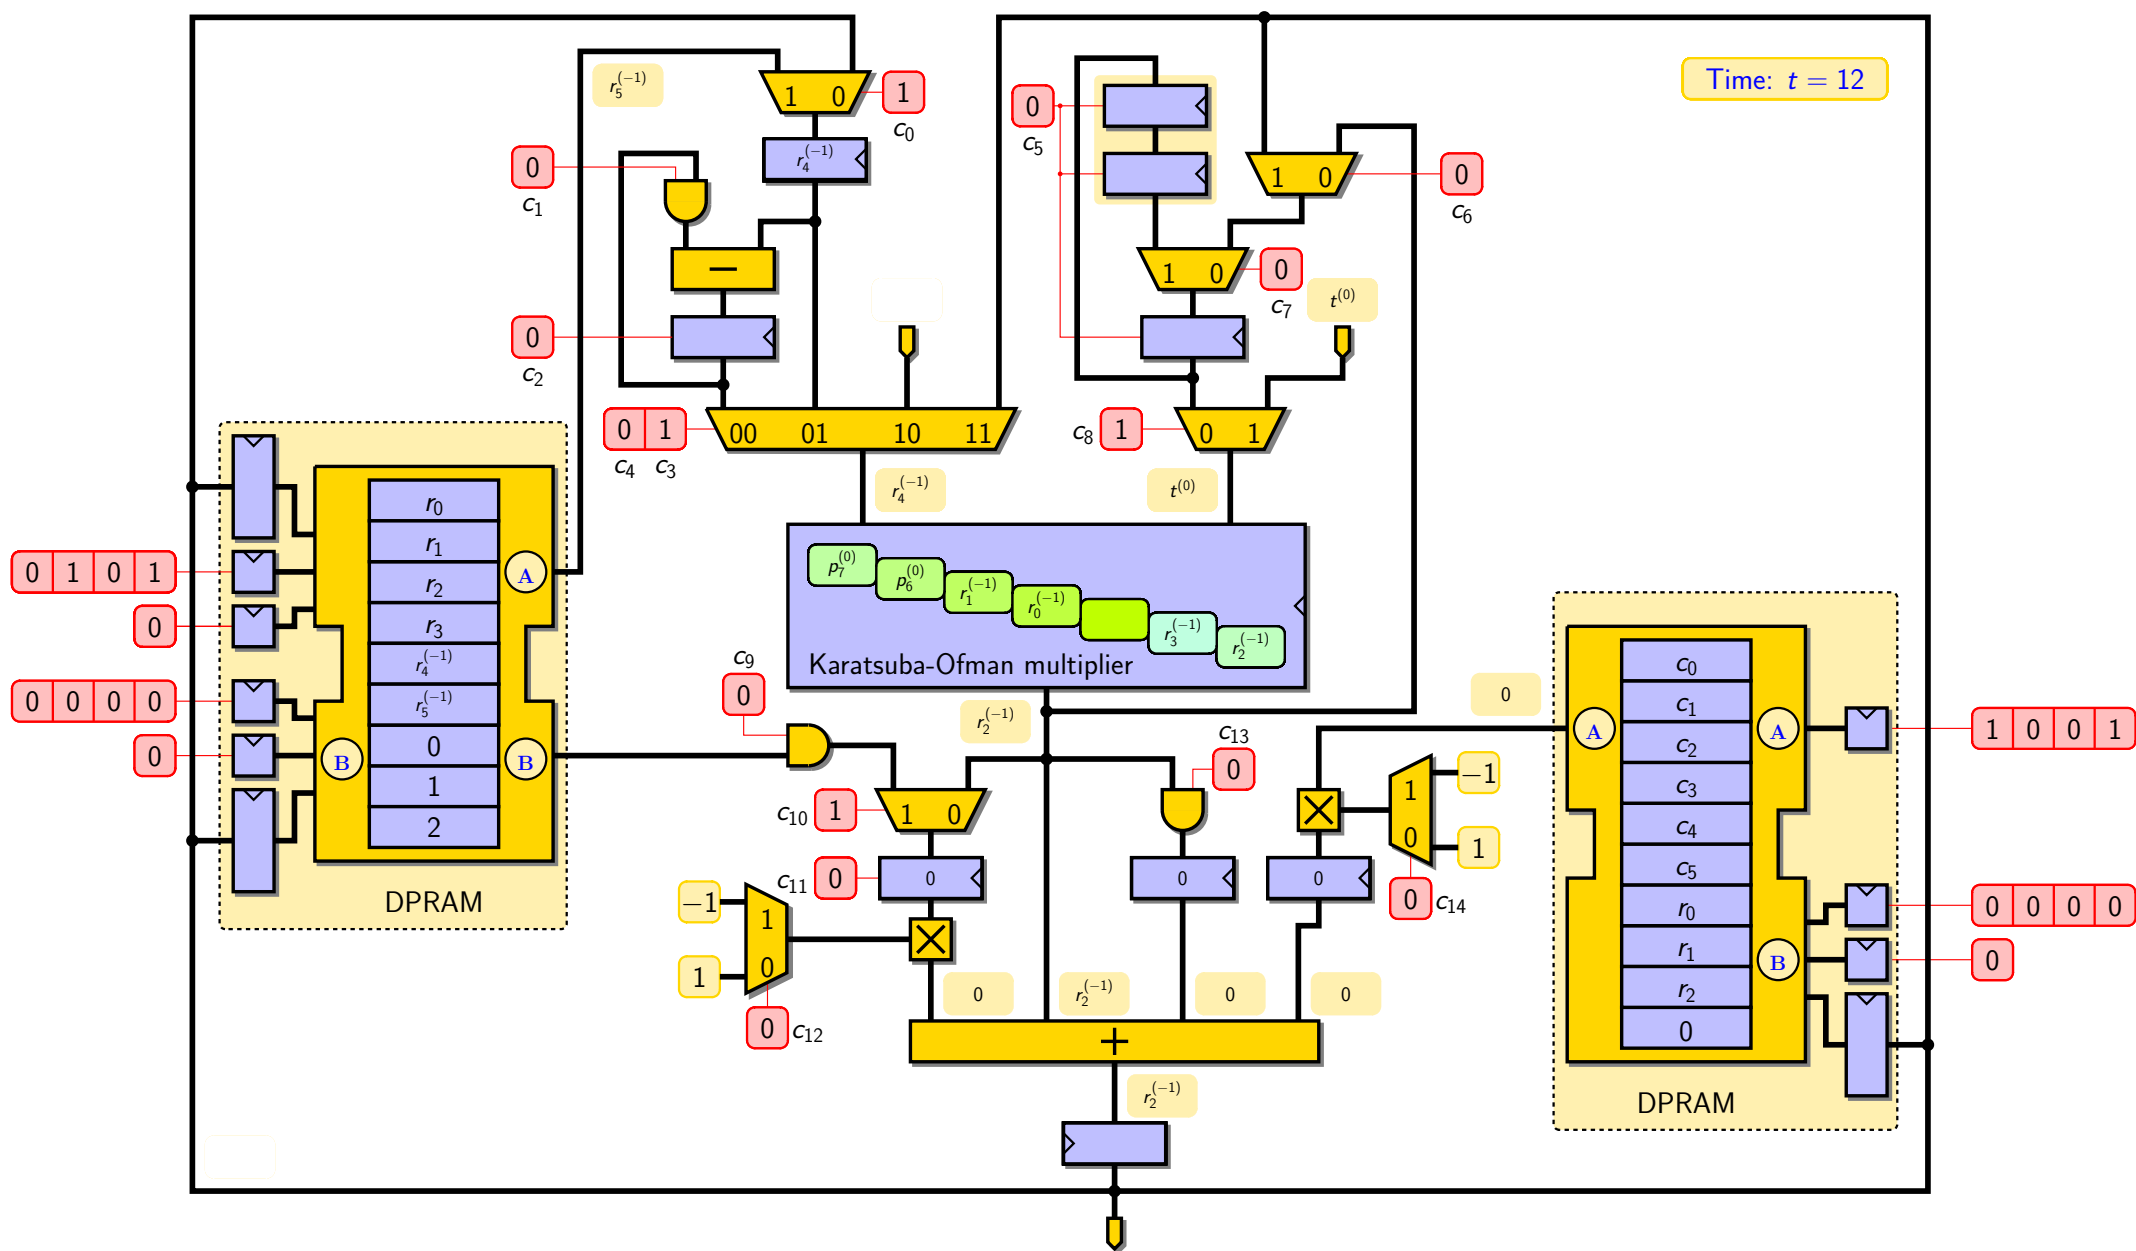 Time: t = 12
r₅⁽⁻¹⁾
1 0
1
c₀
r₄⁽⁻¹⁾
0
c₁
−
0
c₂
0
c₅
1 0
0
c₆
1 0
0
c₇
t⁽⁰⁾
0 1
c₄ c₃
00 01 10 11
c₈
1
0 1
r₄⁽⁻¹⁾
t⁽⁰⁾
p₇⁽⁰⁾
p₆⁽⁰⁾
r₁⁽⁻¹⁾
r₀⁽⁻¹⁾
r₃⁽⁻¹⁾
r₂⁽⁻¹⁾
Karatsuba-Ofman multiplier
0 1 0 1
0
0 0 0 0
0
r₀
r₁
r₂
r₃
r₄⁽⁻¹⁾
r₅⁽⁻¹⁾
0
1
2
A
B
B
DPRAM
c₉
0
r₂⁽⁻¹⁾
c₁₀
1
1 0
c₁₁
0
0
−1
1
1
0
0
c₁₂
c₁₃
0
0
0
−1
1
1
0
0
c₁₄
0
0
r₂⁽⁻¹⁾
0
0
+
r₂⁽⁻¹⁾
c₀
c₁
c₂
c₃
c₄
c₅
r₀
r₁
r₂
0
A
A
B
DPRAM
1 0 0 1
0 0 0 0
0